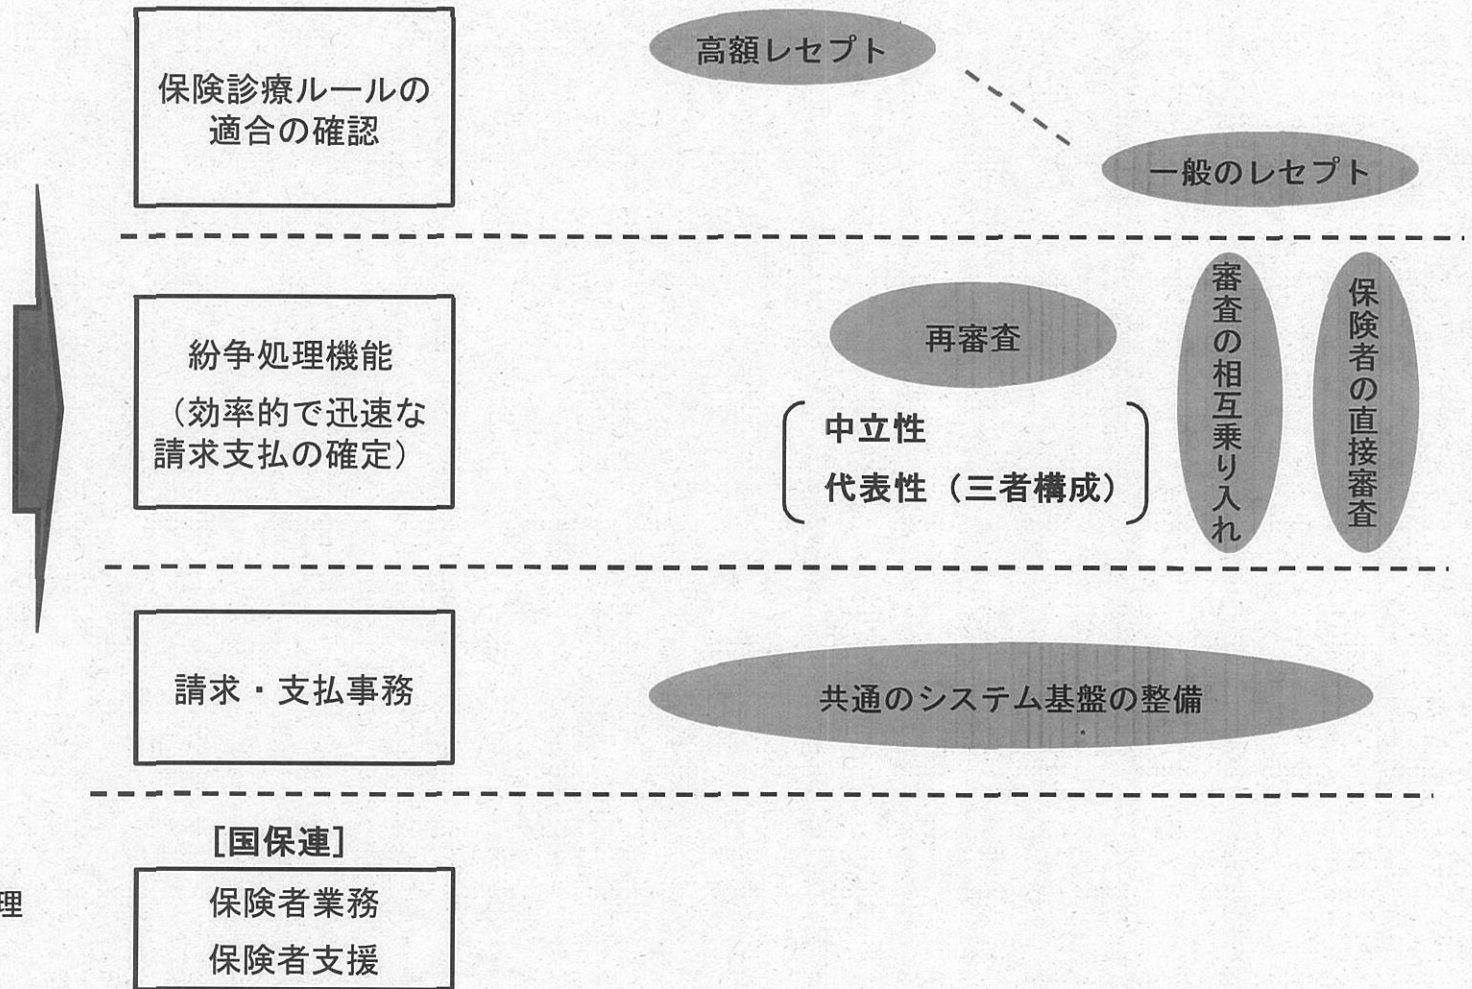 保険診療ルールの
適合の確認
高額レセプト
一般のレセプト
紛争処理機能
（効率的で迅速な
請求支払の確定）
再審査
中立性
代表性（三者構成）
審査の相互乗り入れ
保険者の直接審査
請求・支払事務
共通のシステム基盤の整備
[国保連]
理
保険者業務
保険者支援